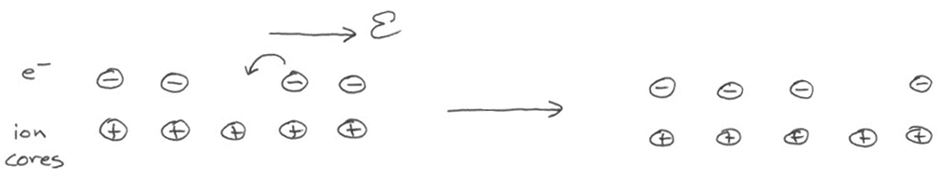 ℰ
e⁻
− − − −
− − − −
ion
+ + + + +
+ + + + +
cores